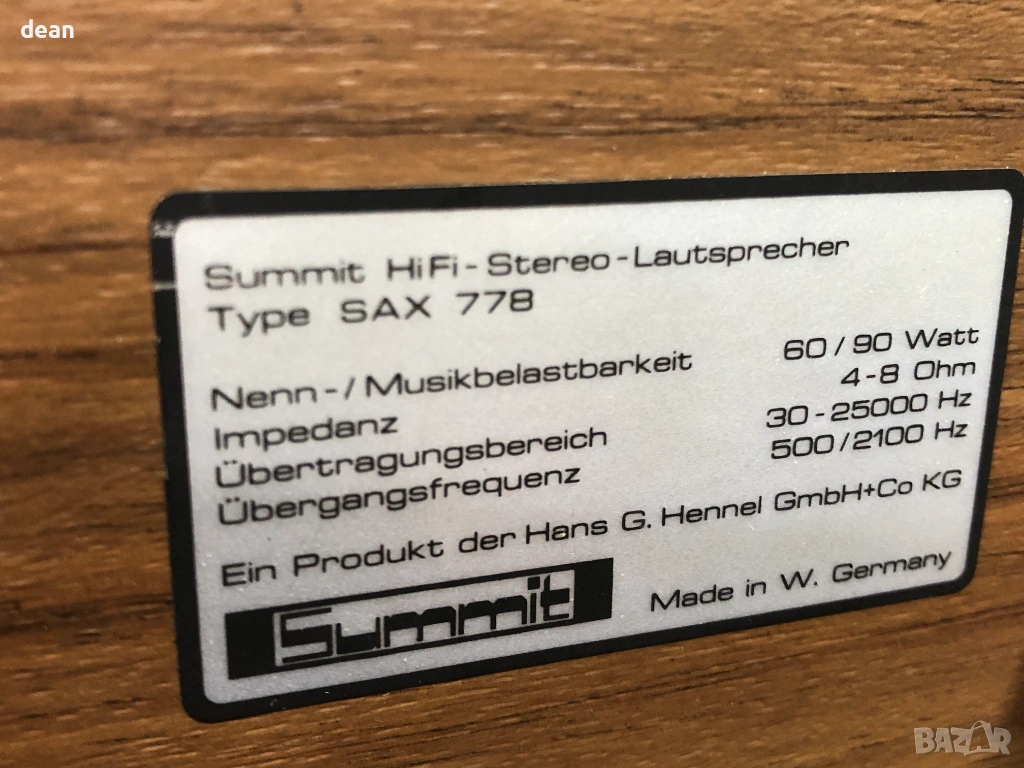 dean
Summit HiFi-Stereo-Lautsprecher
Type SAX 778
Nenn-/Musikbelastbarkeit 60/90 Watt
Impedanz 4-8 Ohm
Übertragungsbereich 30-25000 Hz
Übergangsfrequenz 500/2100 Hz
Ein Produkt der Hans G. Hennel GmbH+Co KG
Summit Made in W. Germany
BAZAR